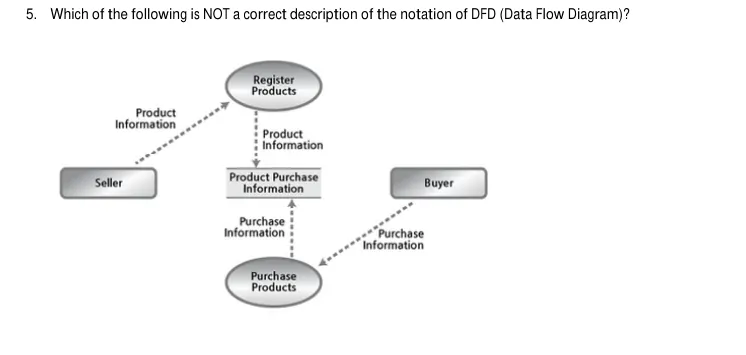 5. Which of the following is NOT a correct description of the notation of DFD (Data Flow Diagram)?
Register
Products
Product
Information
Product
Information
Seller
Product Purchase
Information
Buyer
Purchase
Information
Purchase
Information
Purchase
Products